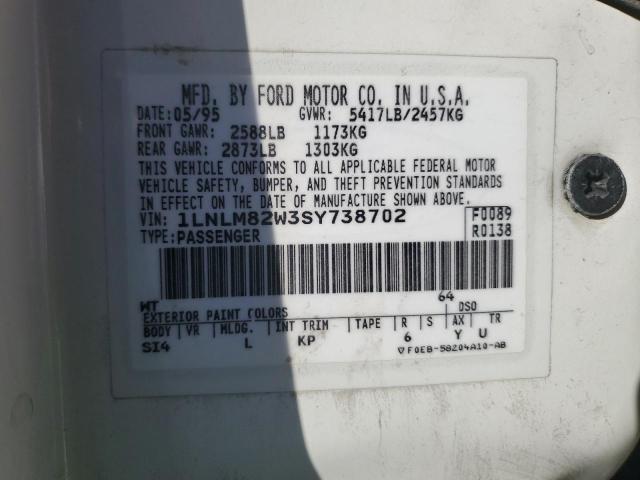 MFD. BY FORD MOTOR CO. IN U.S.A.
DATE: 05/95 GVWR: 5417LB/2457KG
FRONT GAWR: 2588LB 1173KG
REAR GAWR: 2873LB 1303KG
THIS VEHICLE CONFORMS TO ALL APPLICABLE FEDERAL MOTOR
VEHICLE SAFETY, BUMPER, AND THEFT PREVENTION STANDARDS
IN EFFECT ON THE DATE OF MANUFACTURE SHOWN ABOVE.
VIN: 1LNLM82W3SY738702 F0089
TYPE: PASSENGER R0138
WT 64
EXTERIOR PAINT COLORS DSO
BODY VR MLDG. INT TRIM TAPE R S AX TR
SI4 L KP 6 Y U
▽F0EB-58204A10-AB